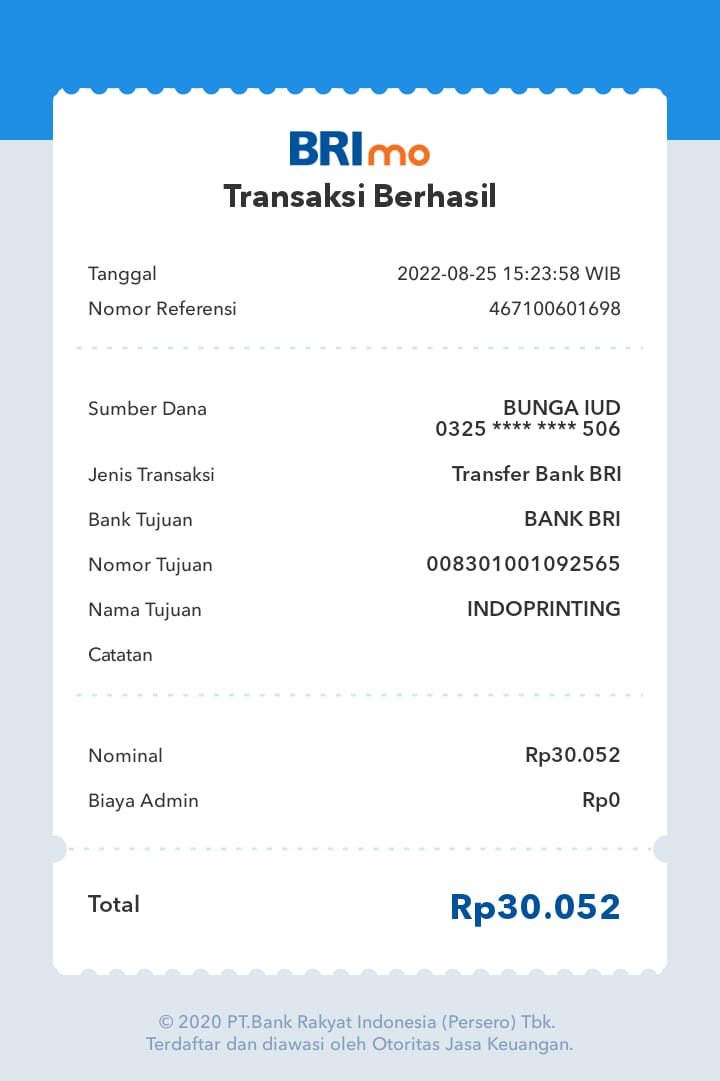 BRImo
Transaksi Berhasil
Tanggal 2022-08-25 15:23:58 WIB
Nomor Referensi 467100601698
Sumber Dana BUNGA IUD
0325 **** **** 506
Jenis Transaksi Transfer Bank BRI
Bank Tujuan BANK BRI
Nomor Tujuan 008301001092565
Nama Tujuan INDOPRINTING
Catatan
Nominal Rp30.052
Biaya Admin Rp0
Total Rp30.052
© 2020 PT.Bank Rakyat Indonesia (Persero) Tbk.
Terdaftar dan diawasi oleh Otoritas Jasa Keuangan.